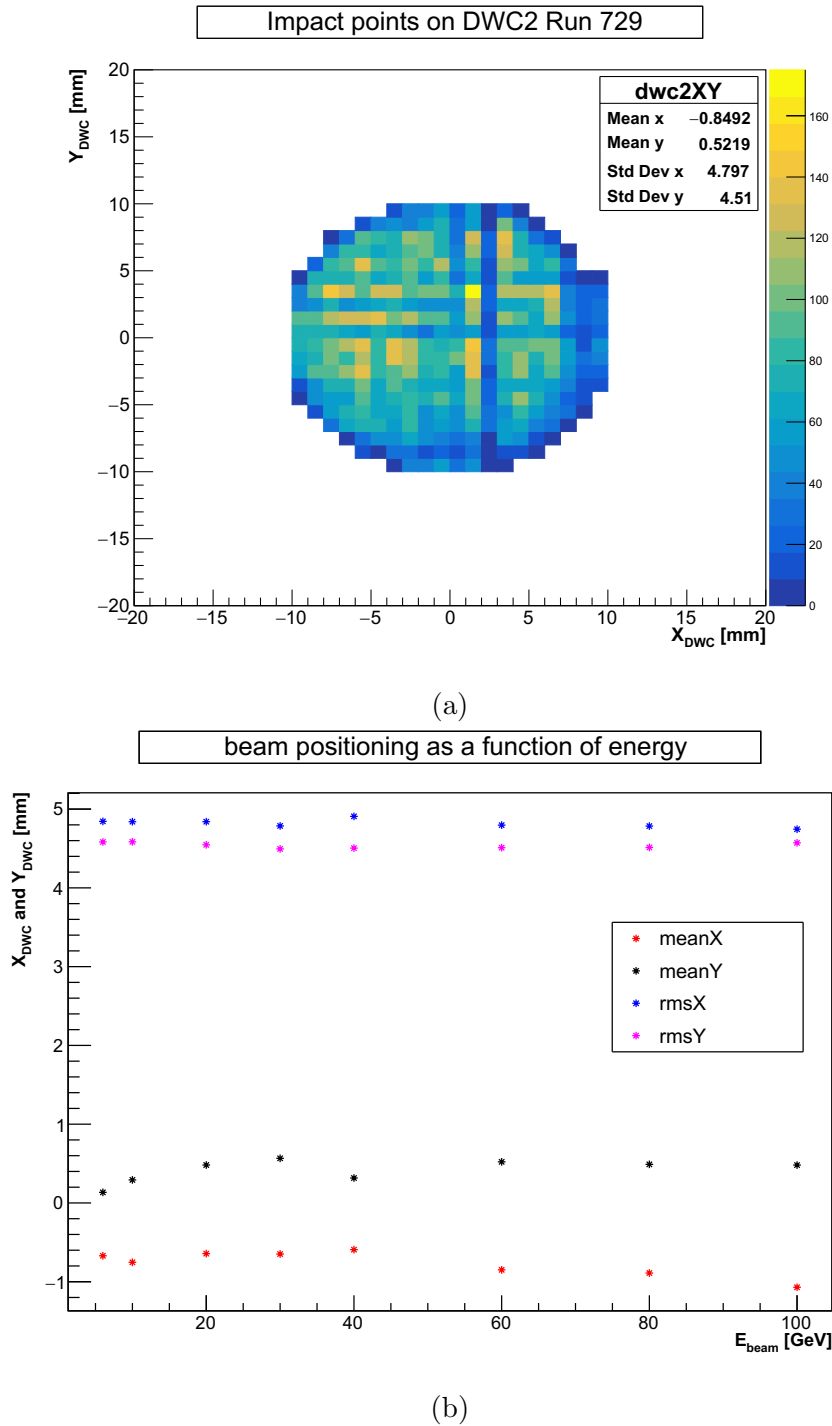 Impact points on DWC2 Run 729
Y_DWC [mm]
20
15
10
5
0
−5
−10
−15
−20
−20 −15 −10 −5 0 5 10 15 20
X_DWC [mm]
dwc2XY
Mean x −0.8492
Mean y 0.5219
Std Dev x 4.797
Std Dev y 4.51
160
140
120
100
80
60
40
20
0
(a)
beam positioning as a function of energy
X_DWC and Y_DWC [mm]
5
4
3
2
1
0
−1
meanX
meanY
rmsX
rmsY
20 40 60 80 100
E_beam [GeV]
(b)